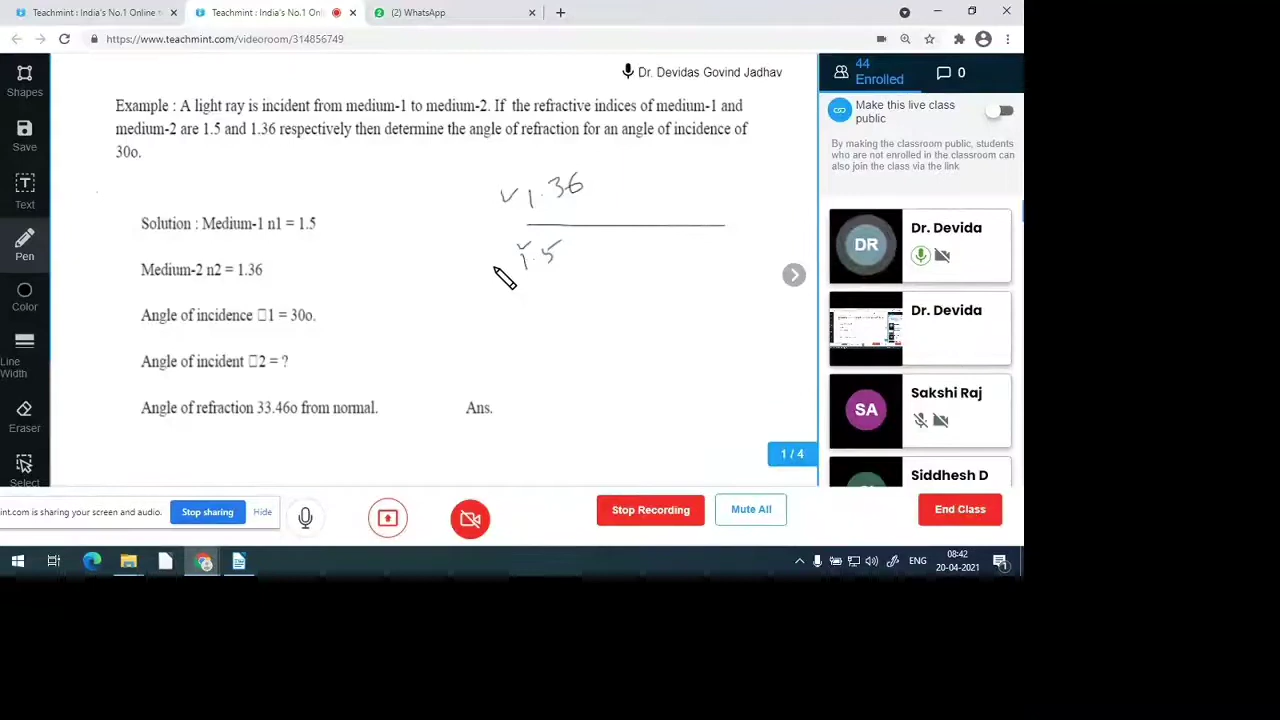 Teachmint : India's No.1 Online t
Teachmint : India's No.1 Onl
(2) WhatsApp
https://www.teachmint.com/videoroom/314856749
Shapes
Save
Text
Pen
Color
Line
Width
Eraser
Select
Dr. Devidas Govind Jadhav
Example : A light ray is incident from medium-1 to medium-2. If the refractive indices of medium-1 and
medium-2 are 1.5 and 1.36 respectively then determine the angle of refraction for an angle of incidence of
30o.
1.36
1.5
Solution : Medium-1 n1 = 1.5
Medium-2 n2 = 1.36
Angle of incidence □1 = 30o.
Angle of incident □2 = ?
Angle of refraction 33.46o from normal. Ans.
1 / 4
44
Enrolled
0
Make this live class
public
By making the classroom public, students
who are not enrolled in the classroom can
also join the class via the link
DR
Dr. Devida
Dr. Devida
SA
Sakshi Raj
Siddhesh D
int.com is sharing your screen and audio.
Stop sharing
Hide
Stop Recording
Mute All
End Class
ENG
08:42
20-04-2021
1